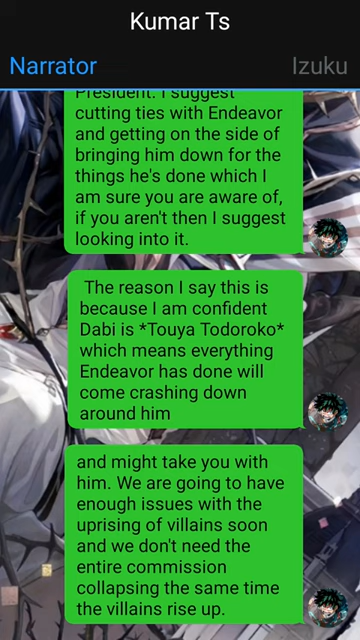 Kumar Ts
Narrator
Izuku
President. I suggest
cutting ties with Endeavor
and getting on the side of
bringing him down for the
things he's done which I
am sure you are aware of,
if you aren't then I suggest
looking into it.
The reason I say this is
because I am confident
Dabi is *Touya Todoroko*
which means everything
Endeavor has done will
come crashing down
around him
and might take you with
him. We are going to have
enough issues with the
uprising of villains soon
and we don't need the
entire commission
collapsing the same time
the villains rise up.